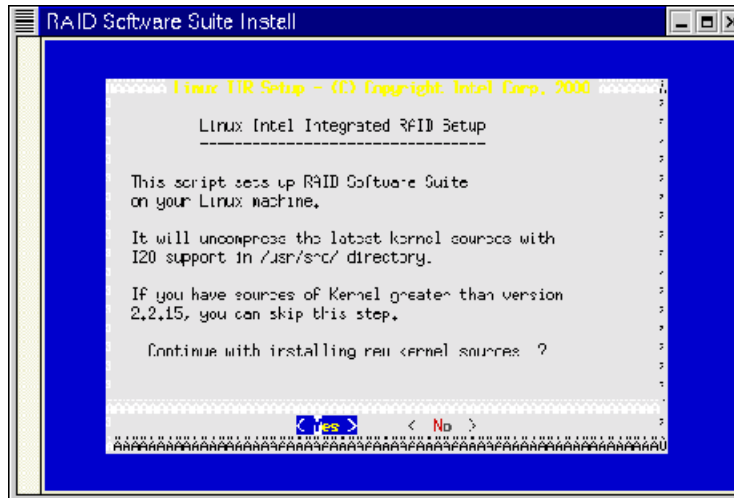 RAID Software Suite Install
Linux IIR Setup - (C) Copyright Intel Corp. 2000
Linux Intel Integrated RAID Setup
---------------------------------
This script sets up RAID Software Suite
on your Linux machine.
It will uncompress the latest kernel sources with
I2O support in /usr/src/ directory.
If you have sources of Kernel greater than version
2.2.15, you can skip this step.
Continue with installing new kernel sources ?
< Yes > < No >